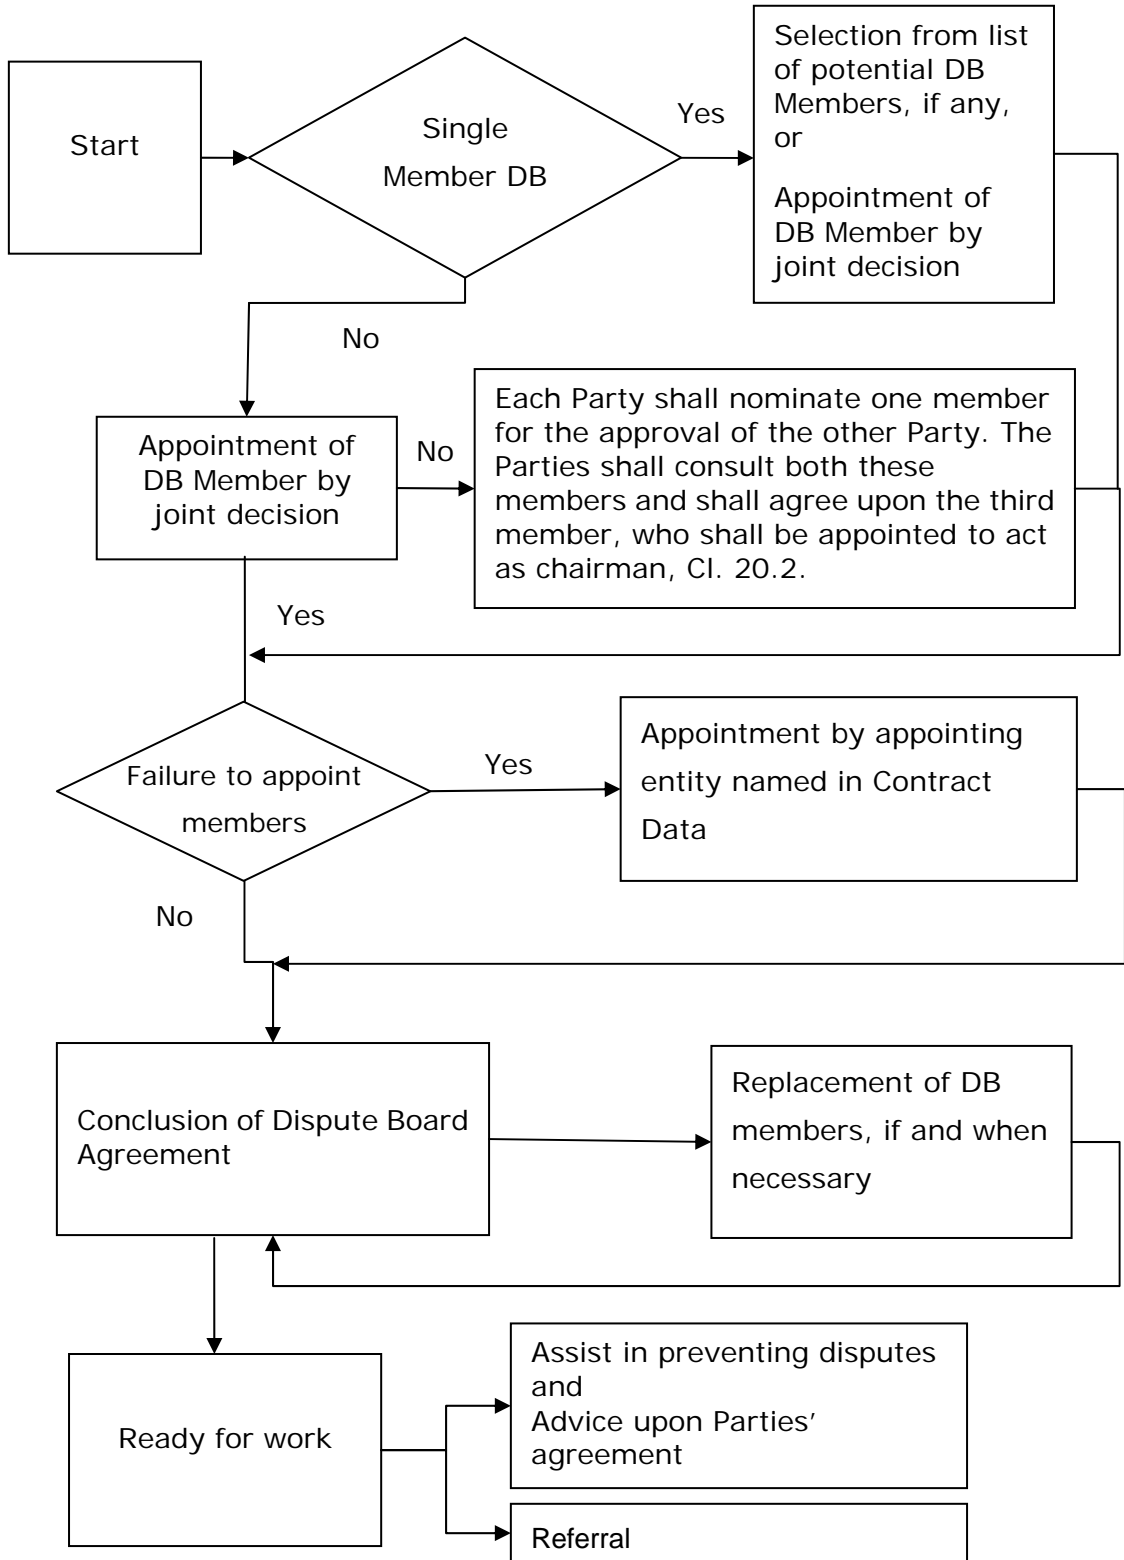 Start
Single
Member DB
Yes
Selection from list
of potential DB
Members, if any,
or
Appointment of
DB Member by
joint decision
No
Appointment of
DB Member by
joint decision
No
Each Party shall nominate one member
for the approval of the other Party. The
Parties shall consult both these
members and shall agree upon the third
member, who shall be appointed to act
as chairman, Cl. 20.2.
Yes
Failure to appoint
members
Yes
Appointment by appointing
entity named in Contract
Data
No
Conclusion of Dispute Board
Agreement
Replacement of DB
members, if and when
necessary
Ready for work
Assist in preventing disputes
and
Advice upon Parties’
agreement
Referral